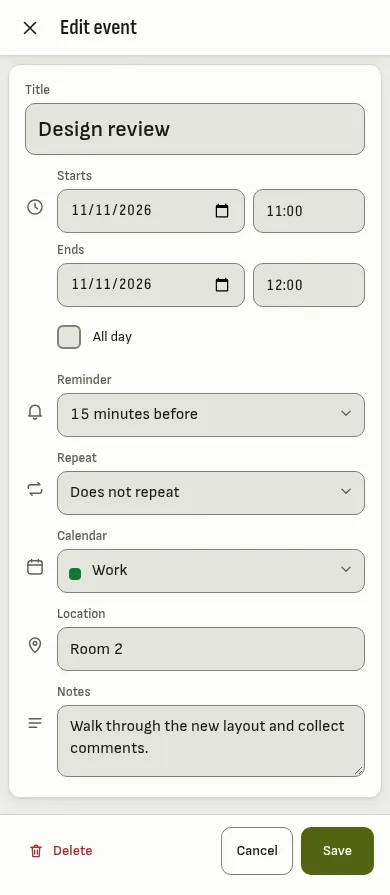 Edit event
Title
Design review
Starts
11/11/2026
11:00
Ends
11/11/2026
12:00
All day
Reminder
15 minutes before
Repeat
Does not repeat
Calendar
Work
Location
Room 2
Notes
Walk through the new layout and collect
comments.
Delete
Cancel
Save